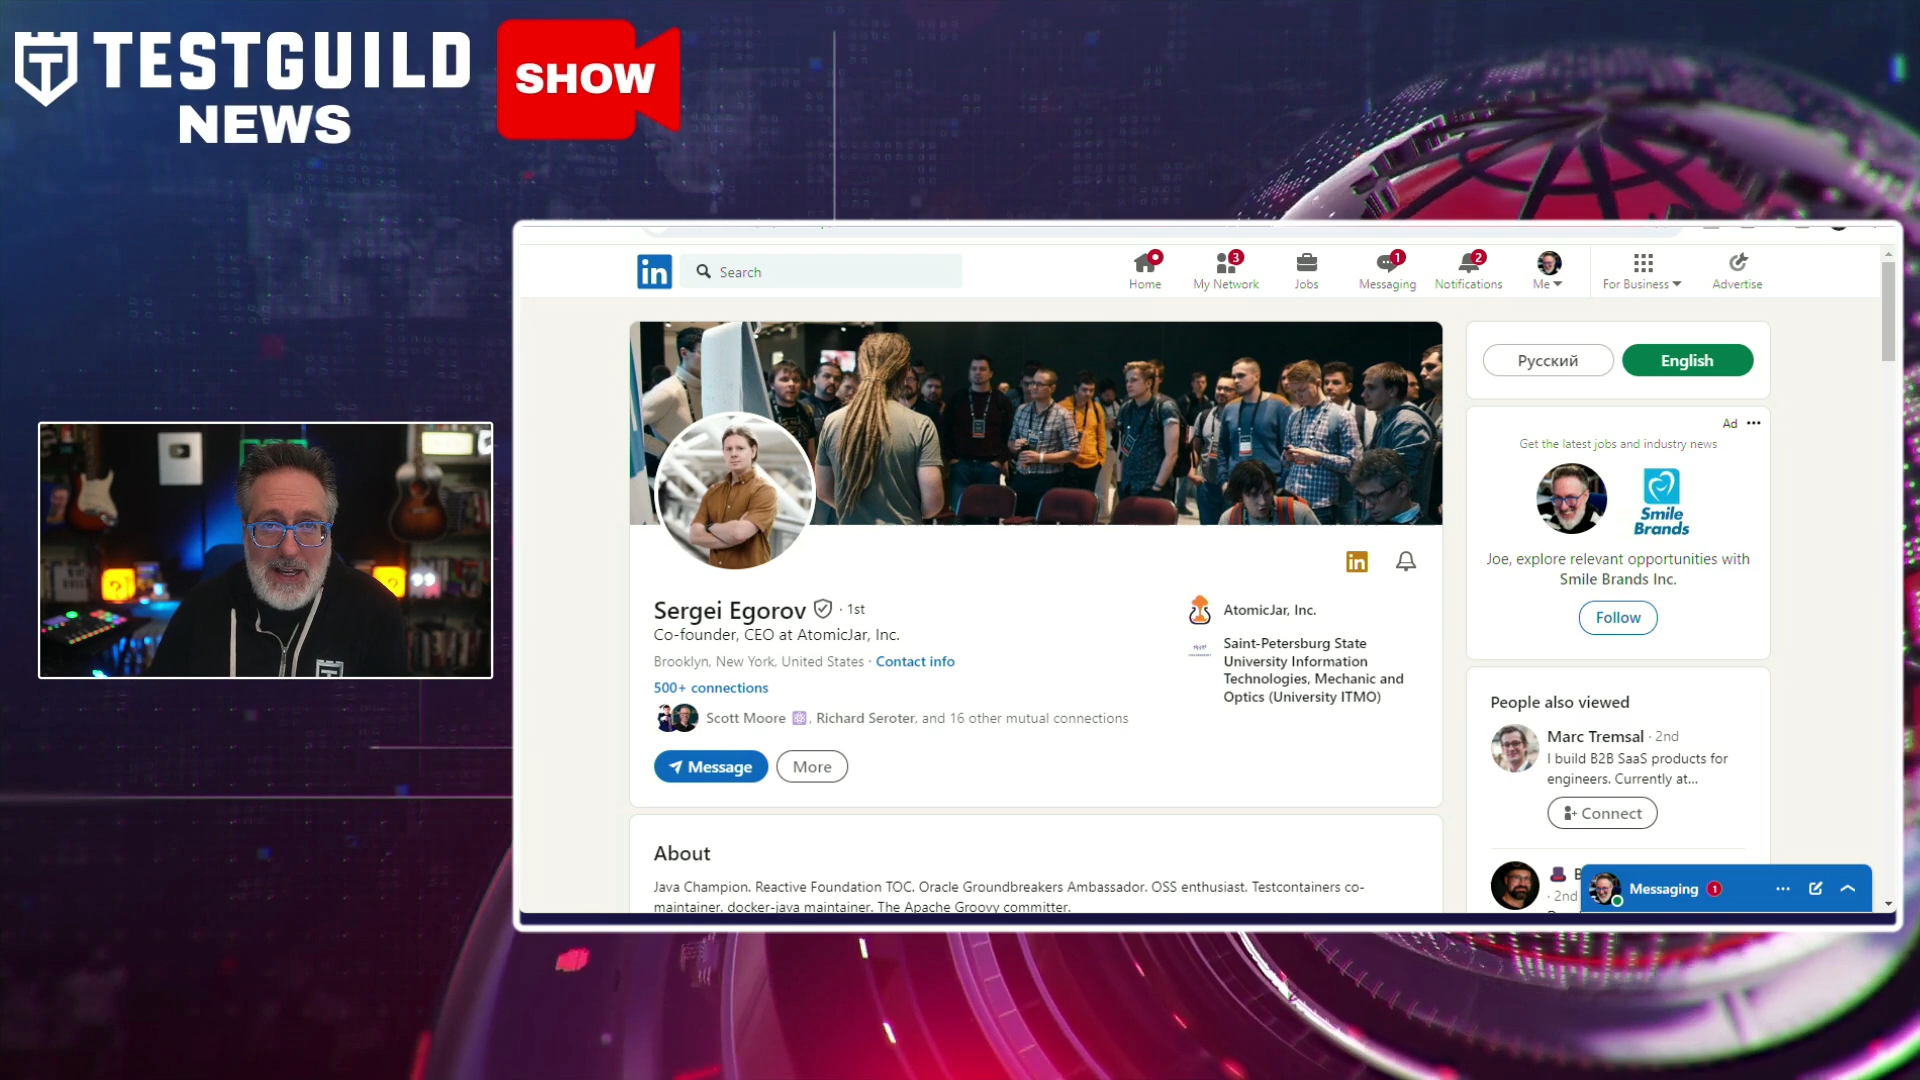 TESTGUILD
NEWS
SHOW
in
Search
Home
My Network
3
Jobs
Messaging
1
Notifications
2
Me
For Business
Advertise
Русский
English
Ad
Get the latest jobs and industry news
Smile
Brands
Joe, explore relevant opportunities with
Smile Brands Inc.
Follow
in
Sergei Egorov · 1st
Co-founder, CEO at AtomicJar, Inc.
Brooklyn, New York, United States · Contact info
500+ connections
Scott Moore , Richard Seroter, and 16 other mutual connections
Message
More
AtomicJar, Inc.
Saint-Petersburg State
University Information
Technologies, Mechanic and
Optics (University ITMO)
People also viewed
Marc Tremsal · 2nd
I build B2B SaaS products for
engineers. Currently at...
Connect
· 2nd
Messaging 1
About
Java Champion. Reactive Foundation TOC. Oracle Groundbreakers Ambassador. OSS enthusiast. Testcontainers co-
maintainer. docker-java maintainer. The Apache Groovy committer.